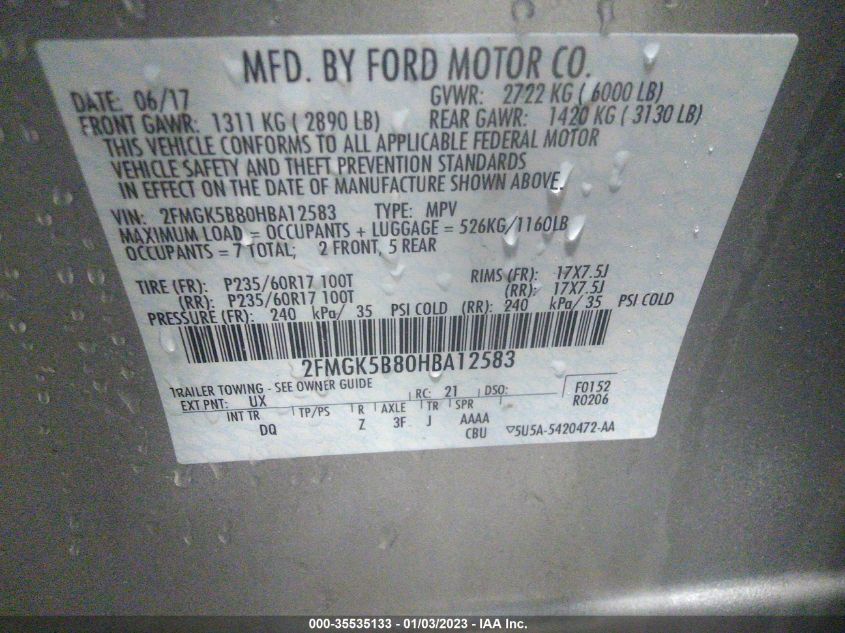 MFD. BY FORD MOTOR CO.
DATE: 06/17 GVWR: 2722 KG ( 6000 LB)
FRONT GAWR: 1311 KG ( 2890 LB) REAR GAWR: 1420 KG ( 3130 LB)
THIS VEHICLE CONFORMS TO ALL APPLICABLE FEDERAL MOTOR
VEHICLE SAFETY AND THEFT PREVENTION STANDARDS
IN EFFECT ON THE DATE OF MANUFACTURE SHOWN ABOVE.
VIN: 2FMGK5B80HBA12583 TYPE: MPV
MAXIMUM LOAD = OCCUPANTS + LUGGAGE = 526KG/1160LB
OCCUPANTS = 7 TOTAL; 2 FRONT, 5 REAR
TIRE (FR): P235/60R17 100T RIMS (FR): 17X7.5J
(RR): P235/60R17 100T (RR): 17X7.5J
PRESSURE (FR): 240 kPa/ 35 PSI COLD (RR): 240 kPa/ 35 PSI COLD
2FMGK5B80HBA12583
TRAILER TOWING - SEE OWNER GUIDE
EXT PNT: UX RC: 21 DSO: F0152
R0206
INT TR TP/PS R AXLE TR SPR
DQ Z 3F J AAAA
CBU ▽5U5A-5420472-AA
000-35535133 - 01/03/2023 - IAA Inc.